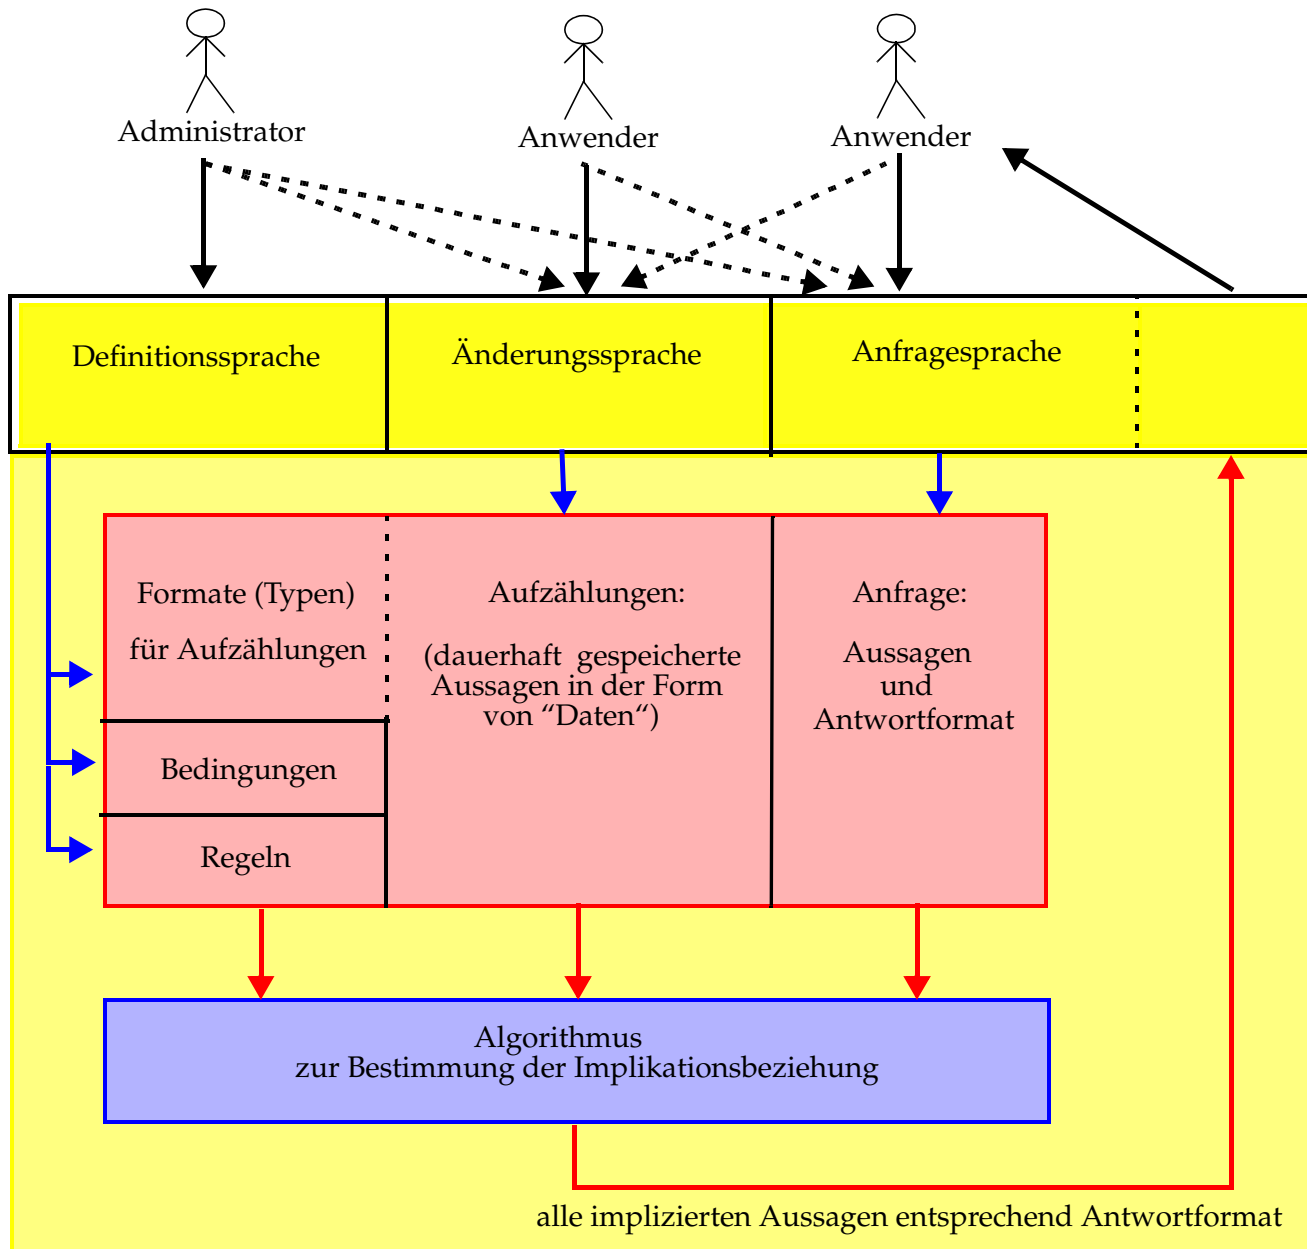 Administrator
Anwender
Anwender
Definitionssprache
Änderungssprache
Anfragesprache
Formate (Typen)
für Aufzählungen
Bedingungen
Regeln
Aufzählungen:
(dauerhaft gespeicherte
Aussagen in der Form
von “Daten“)
Anfrage:
Aussagen
und
Antwortformat
Algorithmus
zur Bestimmung der Implikationsbeziehung
alle implizierten Aussagen entsprechend Antwortformat